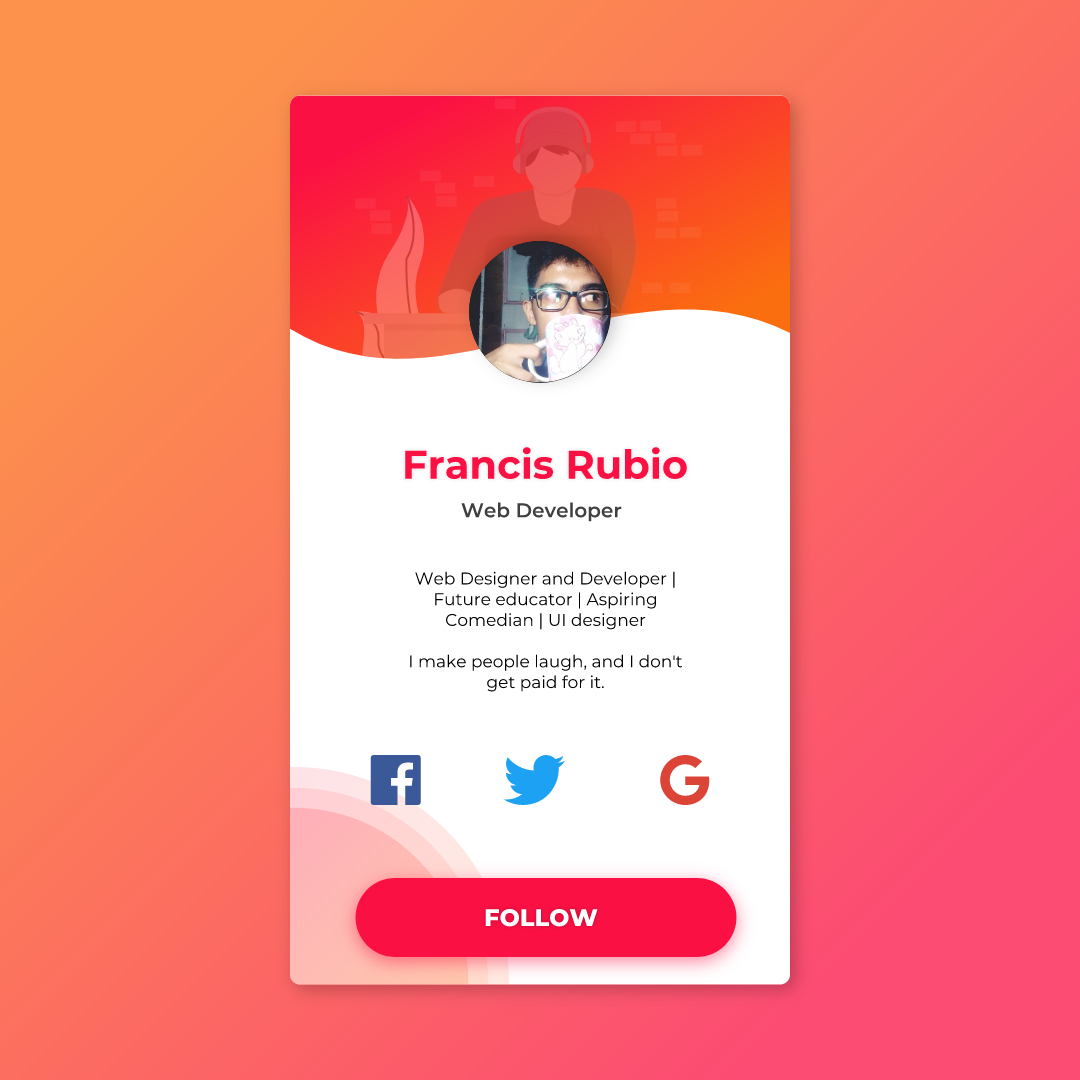 Francis Rubio
Web Developer
Web Designer and Developer |
Future educator | Aspiring
Comedian | UI designer
I make people laugh, and I don't
get paid for it.
FOLLOW